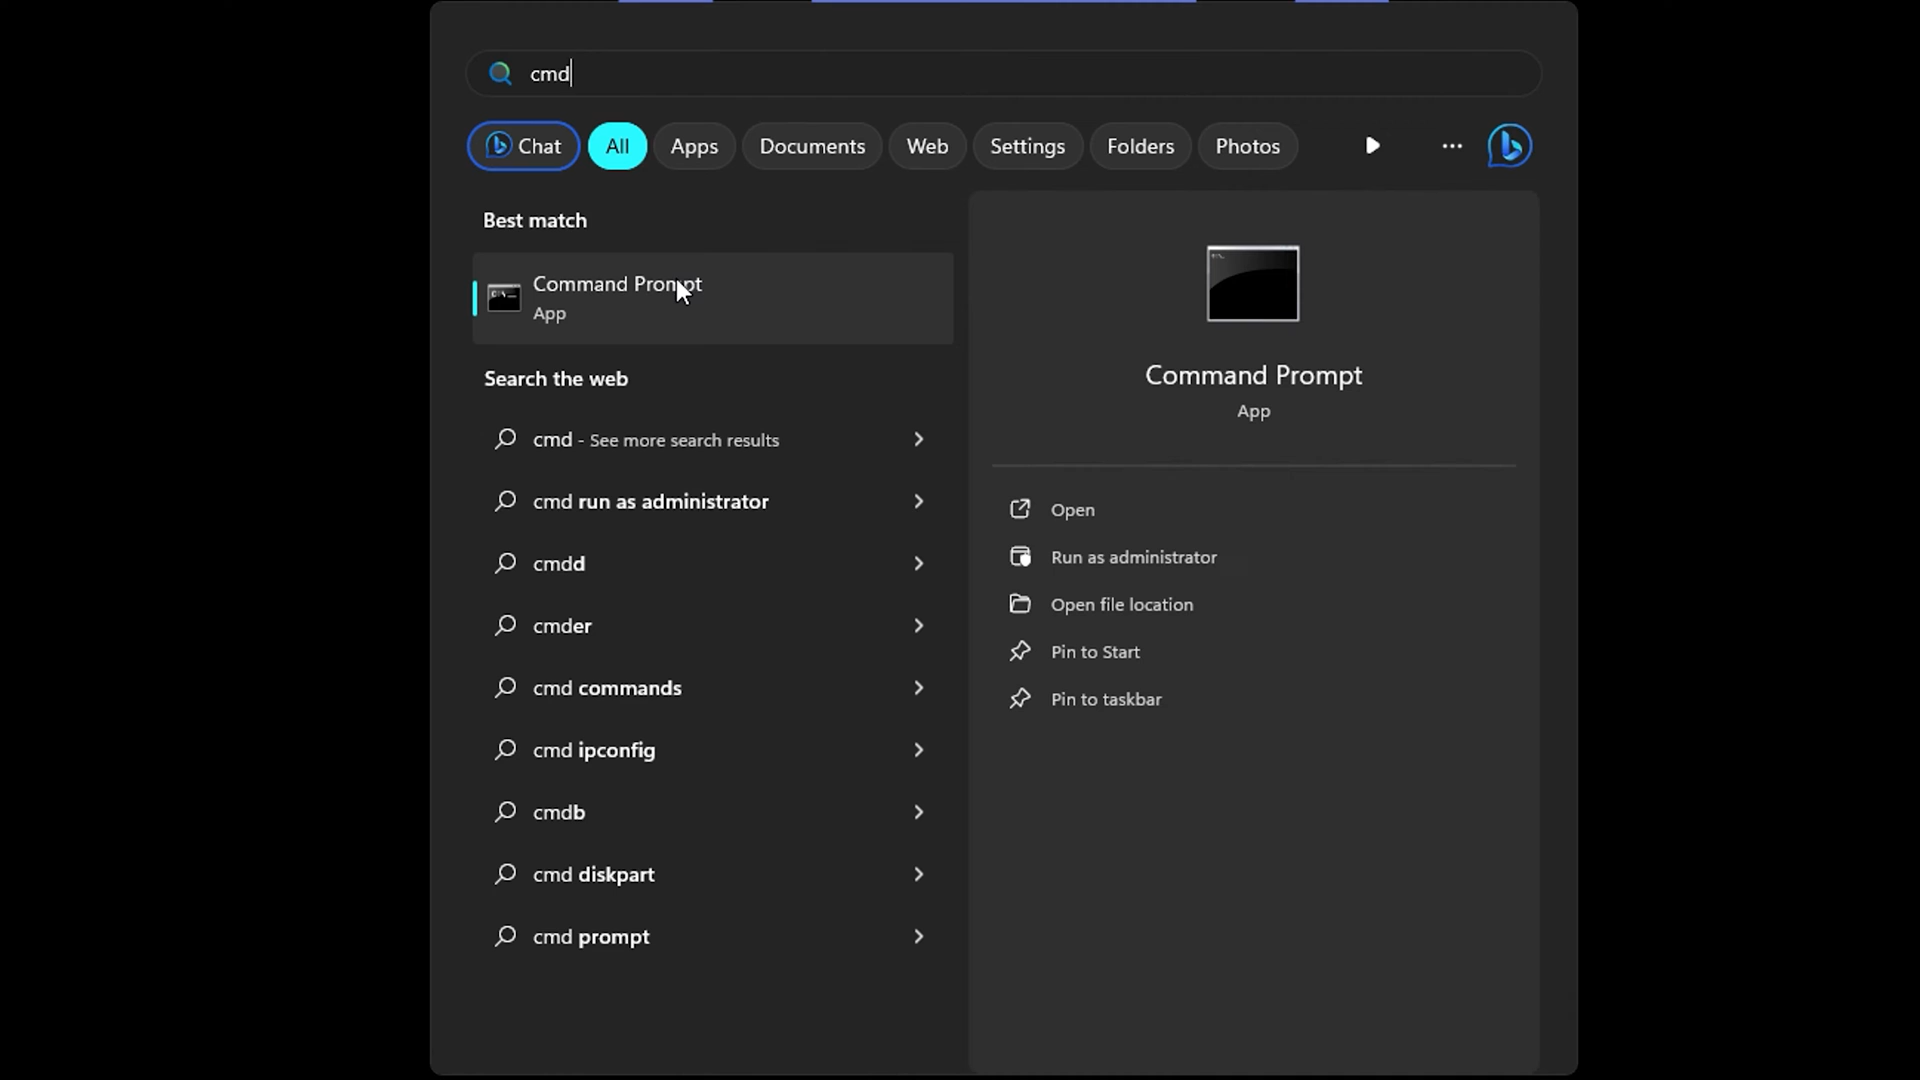 cmd
Chat
All
Apps
Documents
Web
Settings
Folders
Photos
Best match
Command Prompt
App
Search the web
cmd - See more search results
cmd run as administrator
cmdd
cmder
cmd commands
cmd ipconfig
cmdb
cmd diskpart
cmd prompt
Command Prompt
App
Open
Run as administrator
Open file location
Pin to Start
Pin to taskbar